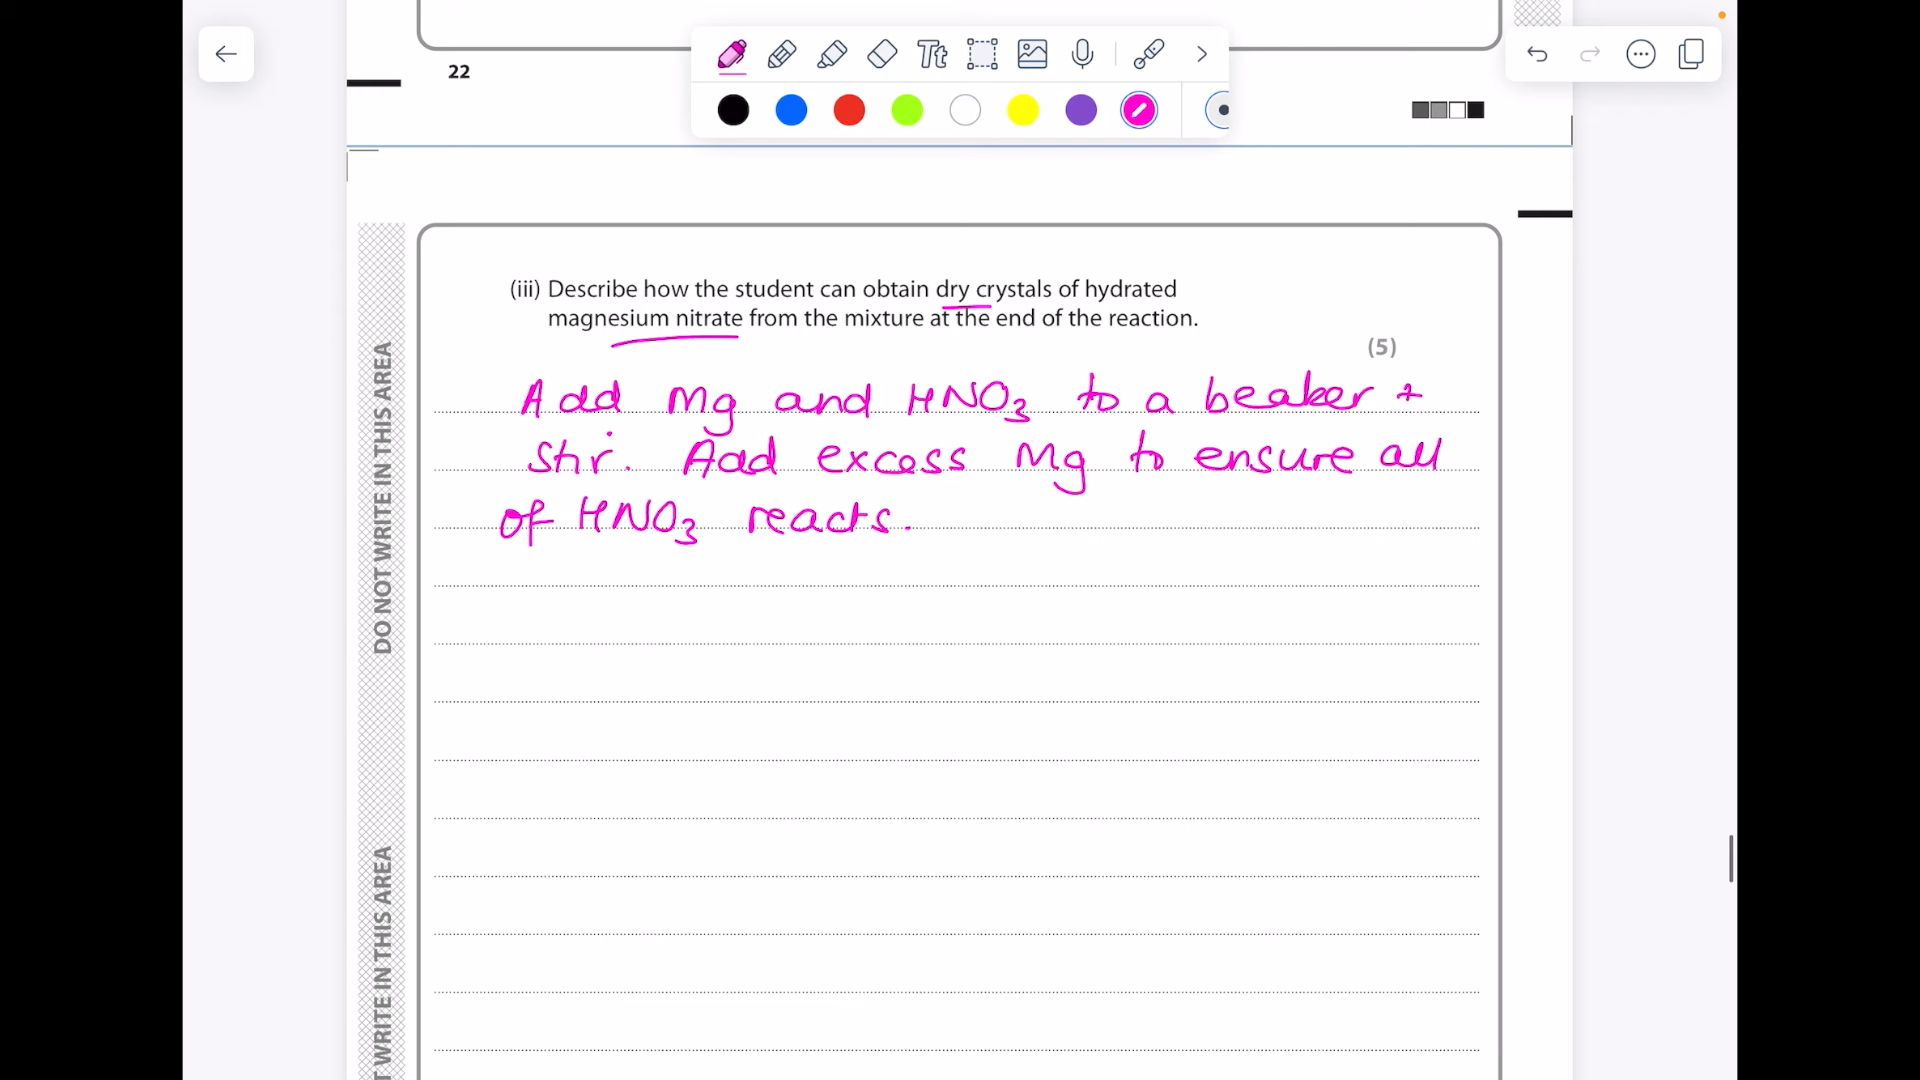 22
Tt
(iii) Describe how the student can obtain dry crystals of hydrated
magnesium nitrate from the mixture at the end of the reaction.
(5)
Add Mg and HNO₃ to a beaker +
stir. Add excess Mg to ensure all
of HNO₃ reacts.
DO NOT WRITE IN THIS AREA
T WRITE IN THIS AREA